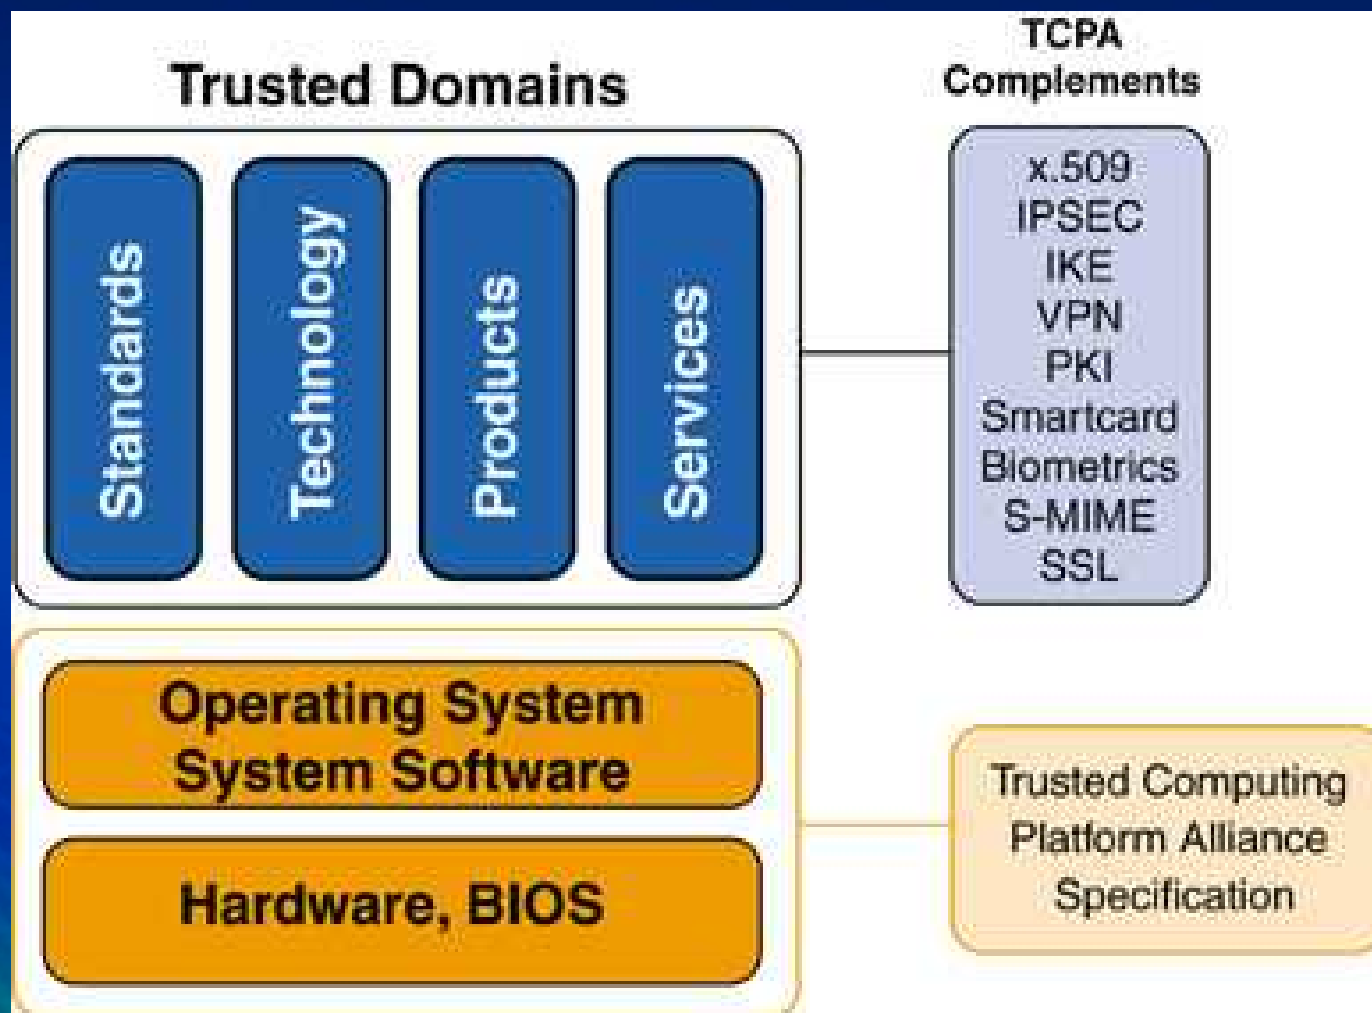 Trusted Domains
Standards
Technology
Products
Services
TCPA
Complements
x.509
IPSEC
IKE
VPN
PKI
Smartcard
Biometrics
S-MIME
SSL
Operating System
System Software
Hardware, BIOS
Trusted Computing
Platform Alliance
Specification